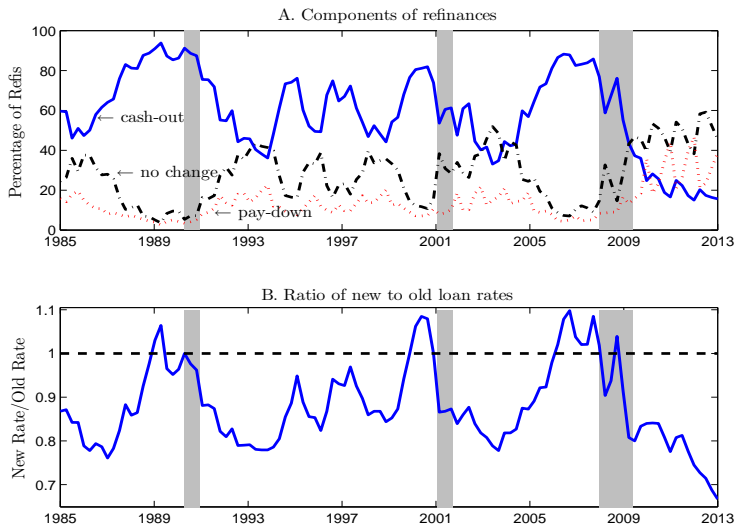 A. Components of refinances
Percentage of Refis
100
80
60
40
20
0
← cash-out
← no change
← pay-down
1985 1989 1993 1997 2001 2005 2009 2013
B. Ratio of new to old loan rates
New Rate/Old Rate
1.1
1
0.9
0.8
0.7
1985 1989 1993 1997 2001 2005 2009 2013